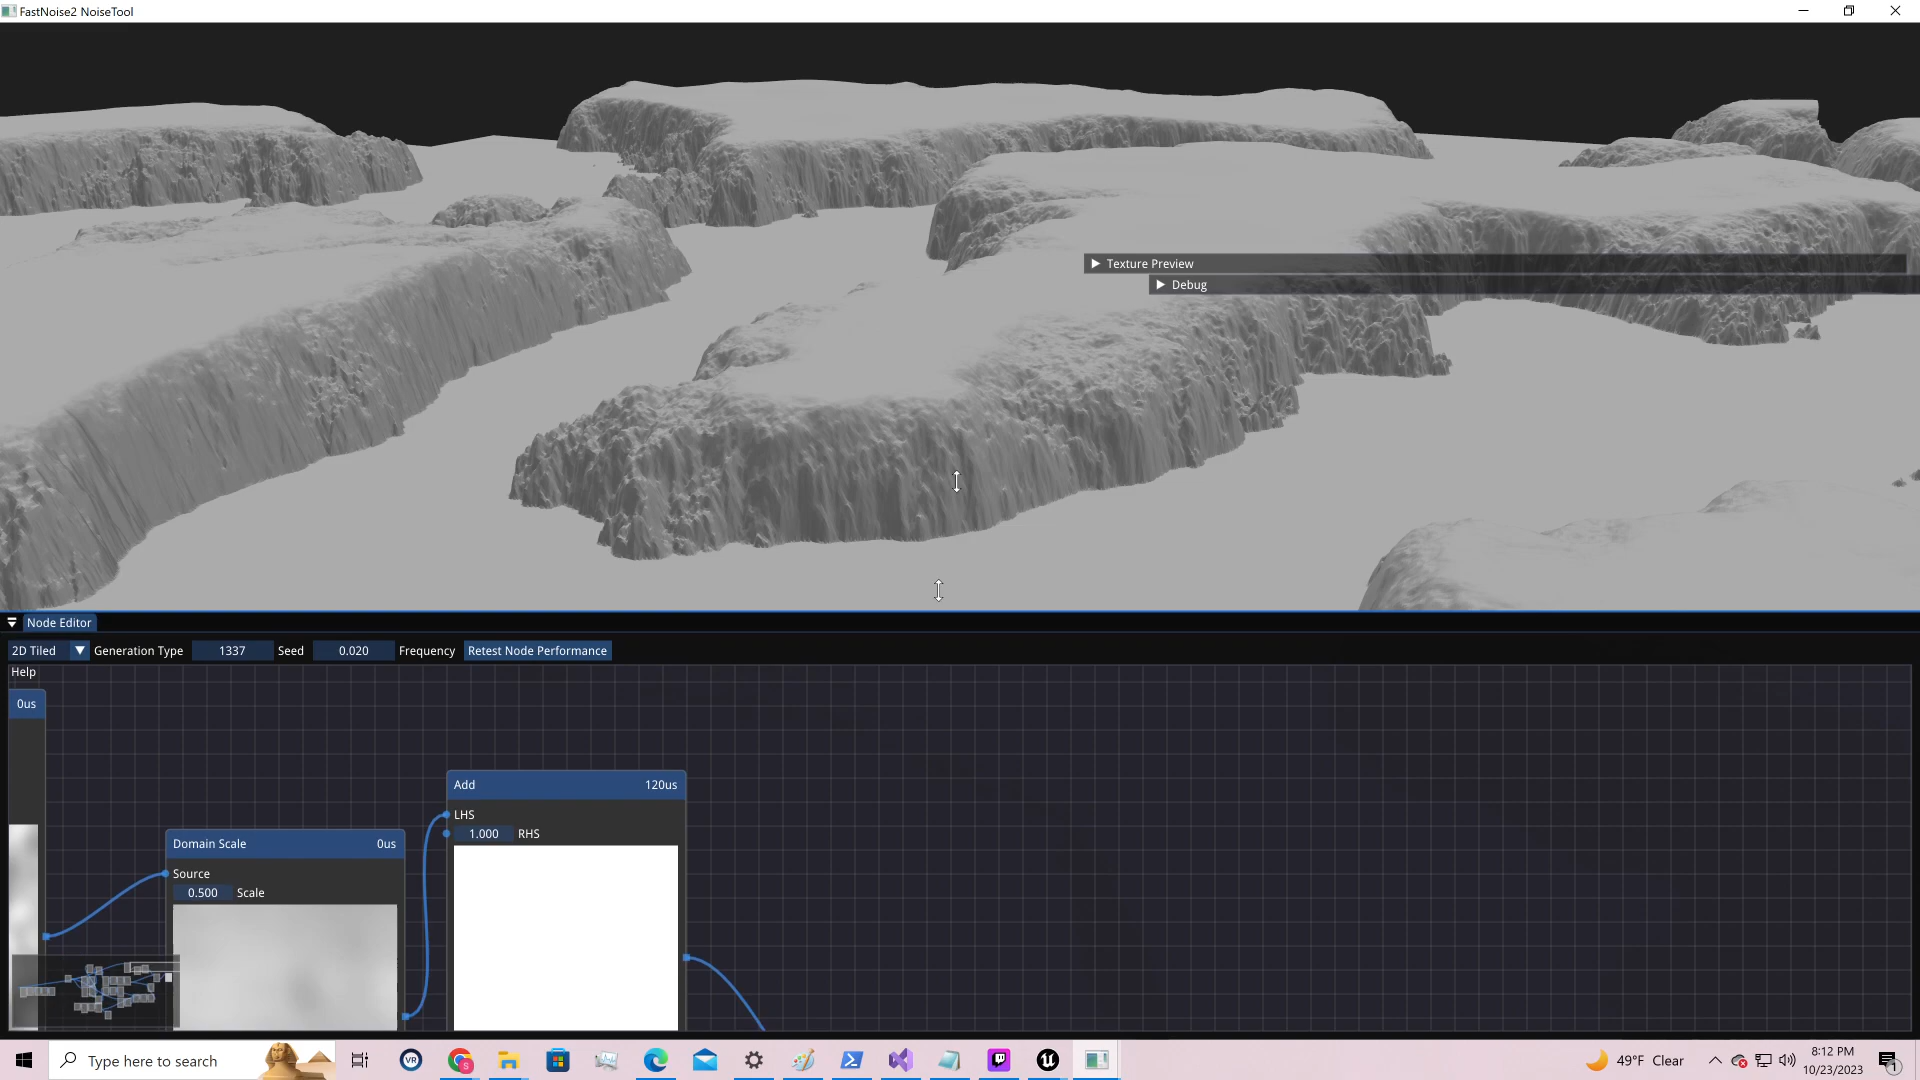 FastNoise2 NoiseTool
Texture Preview
Debug
Node Editor
2D Tiled Generation Type 1337 Seed 0.020 Frequency Retest Node Performance
Help
0us
Add 120us
LHS
1.000 RHS
Domain Scale 0us
Source
0.500 Scale
Type here to search
VR
S
49°F Clear
8:12 PM
10/23/2023
1